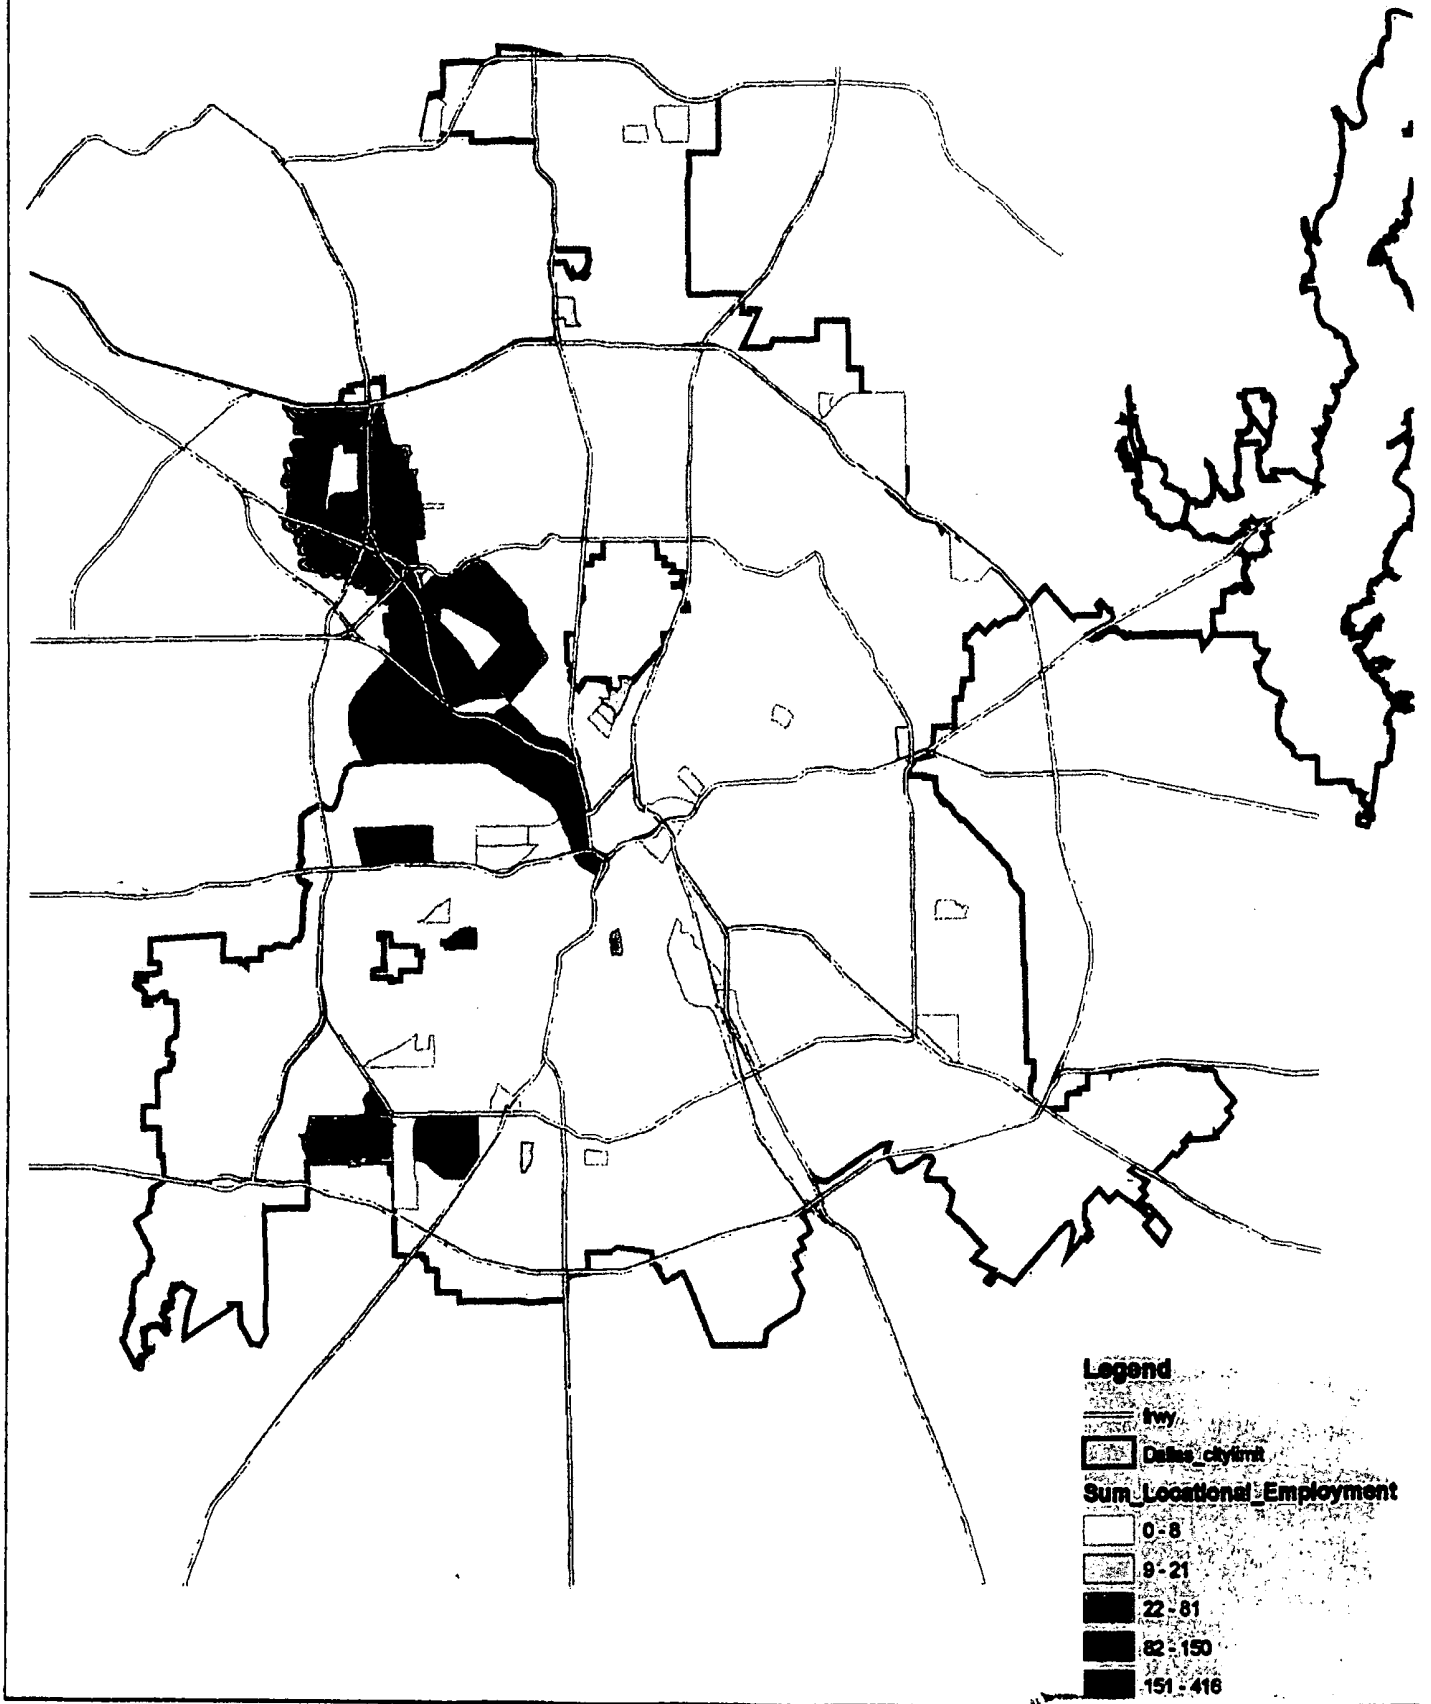 Legend
frwy
Dallas_citylimit
Sum_Locational_Employment
0 - 8
9 - 21
22 - 81
82 - 150
151 - 416